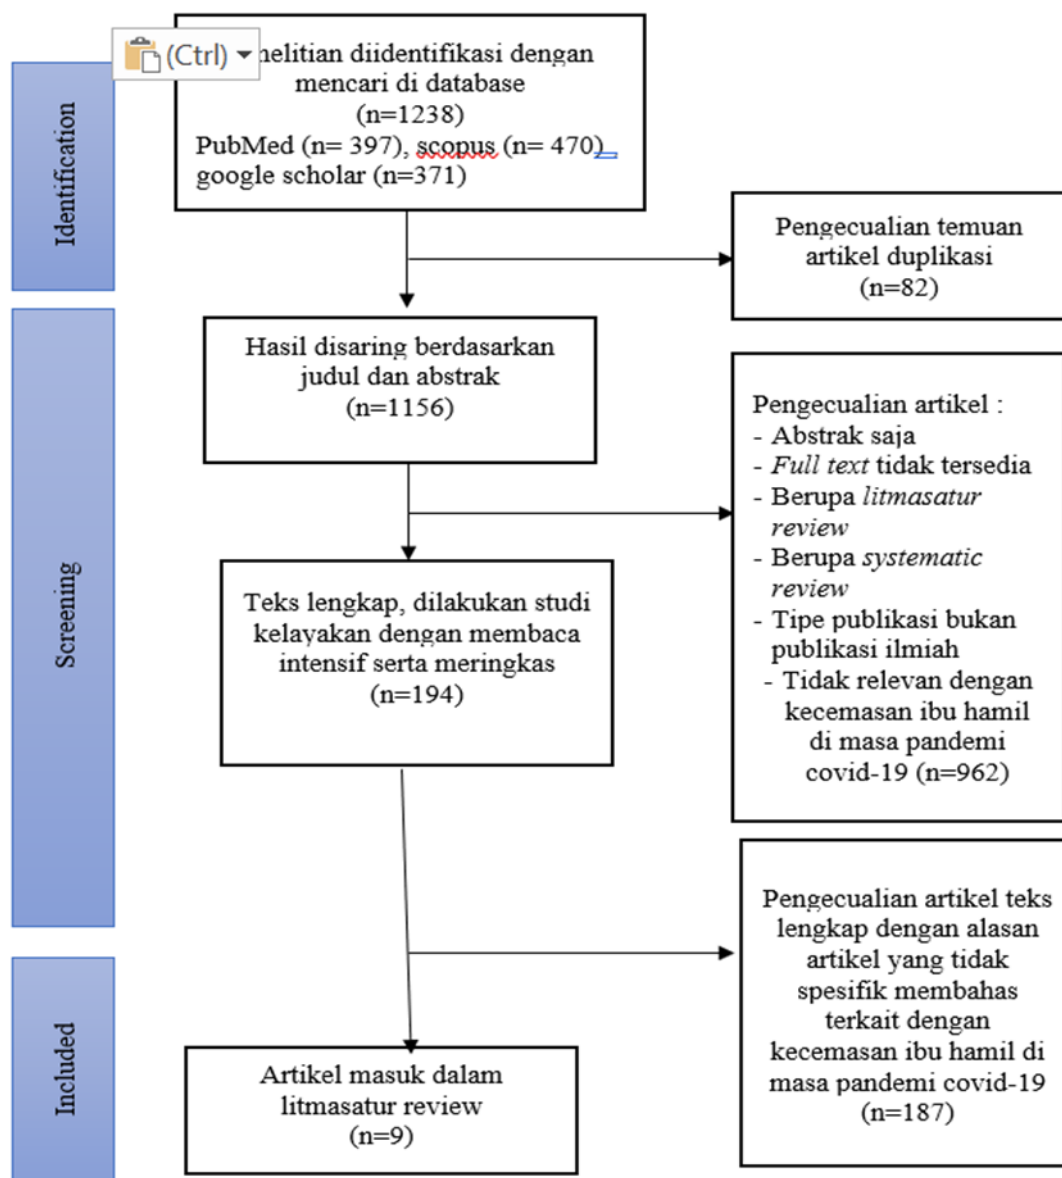 Identification
(Ctrl)
nelitian diidentifikasi dengan
mencari di database
(n=1238)
PubMed (n= 397), scopus (n= 470)
google scholar (n=371)
Pengecualian temuan
artikel duplikasi
(n=82)
Screening
Hasil disaring berdasarkan
judul dan abstrak
(n=1156)
Pengecualian artikel :
- Abstrak saja
- Full text tidak tersedia
- Berupa litmasatur
review
- Berupa systematic
review
- Tipe publikasi bukan
publikasi ilmiah
- Tidak relevan dengan
kecemasan ibu hamil
di masa pandemi
covid-19 (n=962)
Teks lengkap, dilakukan studi
kelayakan dengan membaca
intensif serta meringkas
(n=194)
Pengecualian artikel teks
lengkap dengan alasan
artikel yang tidak
spesifik membahas
terkait dengan
kecemasan ibu hamil di
masa pandemi covid-19
(n=187)
Included
Artikel masuk dalam
litmasatur review
(n=9)